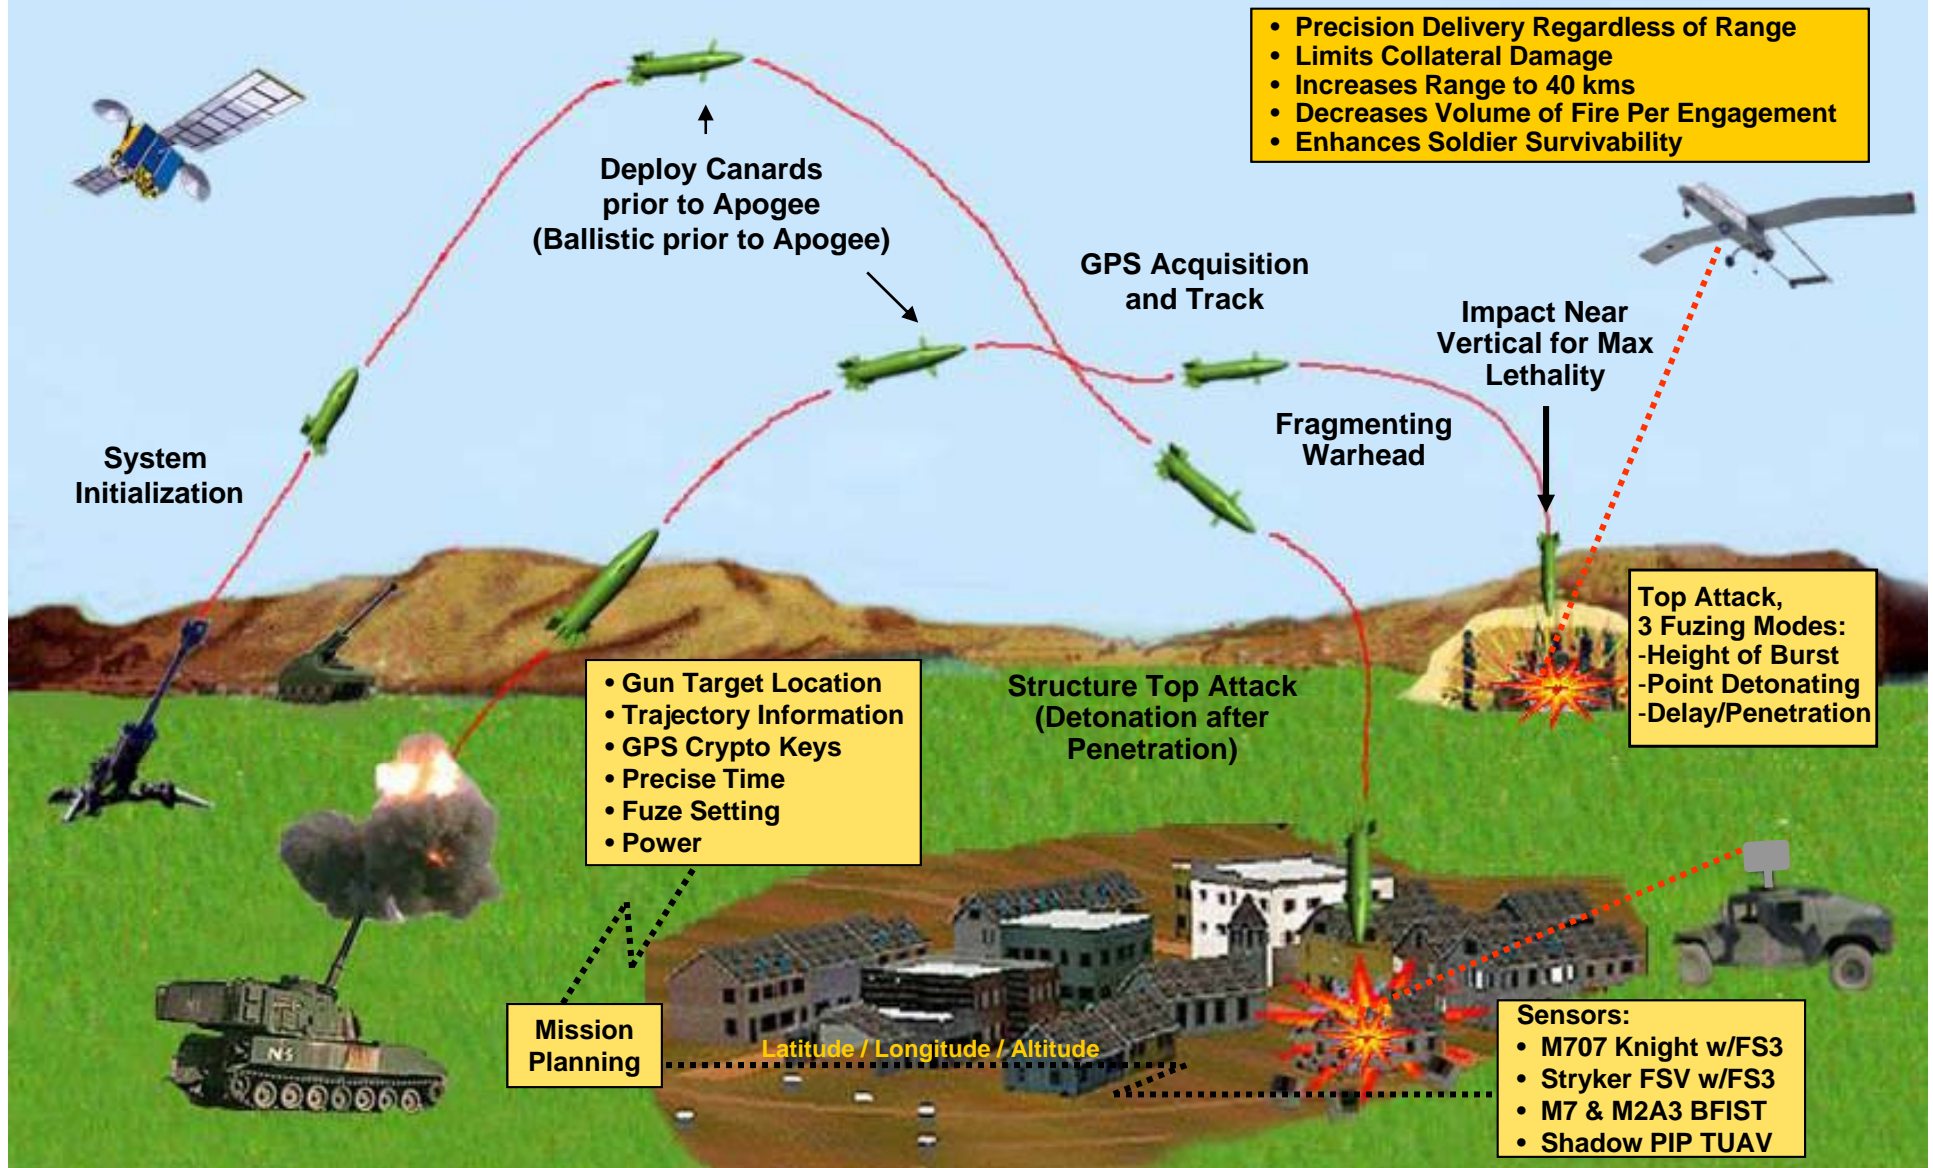 • Precision Delivery Regardless of Range
• Limits Collateral Damage
• Increases Range to 40 kms
• Decreases Volume of Fire Per Engagement
• Enhances Soldier Survivability
Deploy Canards
prior to Apogee
(Ballistic prior to Apogee)
GPS Acquisition
and Track
Impact Near
Vertical for Max
Lethality
System
Initialization
Fragmenting
Warhead
Top Attack,
3 Fuzing Modes:
-Height of Burst
-Point Detonating
-Delay/Penetration
• Gun Target Location
• Trajectory Information
• GPS Crypto Keys
• Precise Time
• Fuze Setting
• Power
Structure Top Attack
(Detonation after
Penetration)
Mission
Planning
Latitude / Longitude / Altitude
Sensors:
• M707 Knight w/FS3
• Stryker FSV w/FS3
• M7 & M2A3 BFIST
• Shadow PIP TUAV